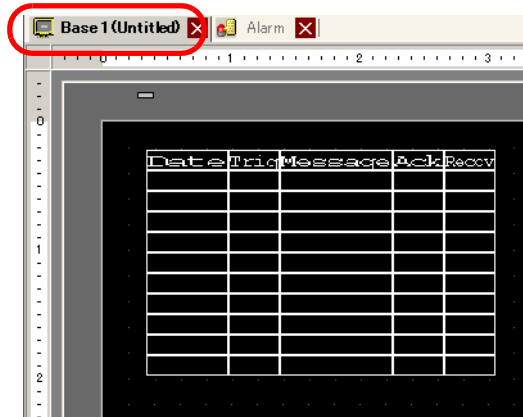 Base 1 (Untitled) Alarm
0 1 2 3
0
Date Trig Message Ack Recov
1
2